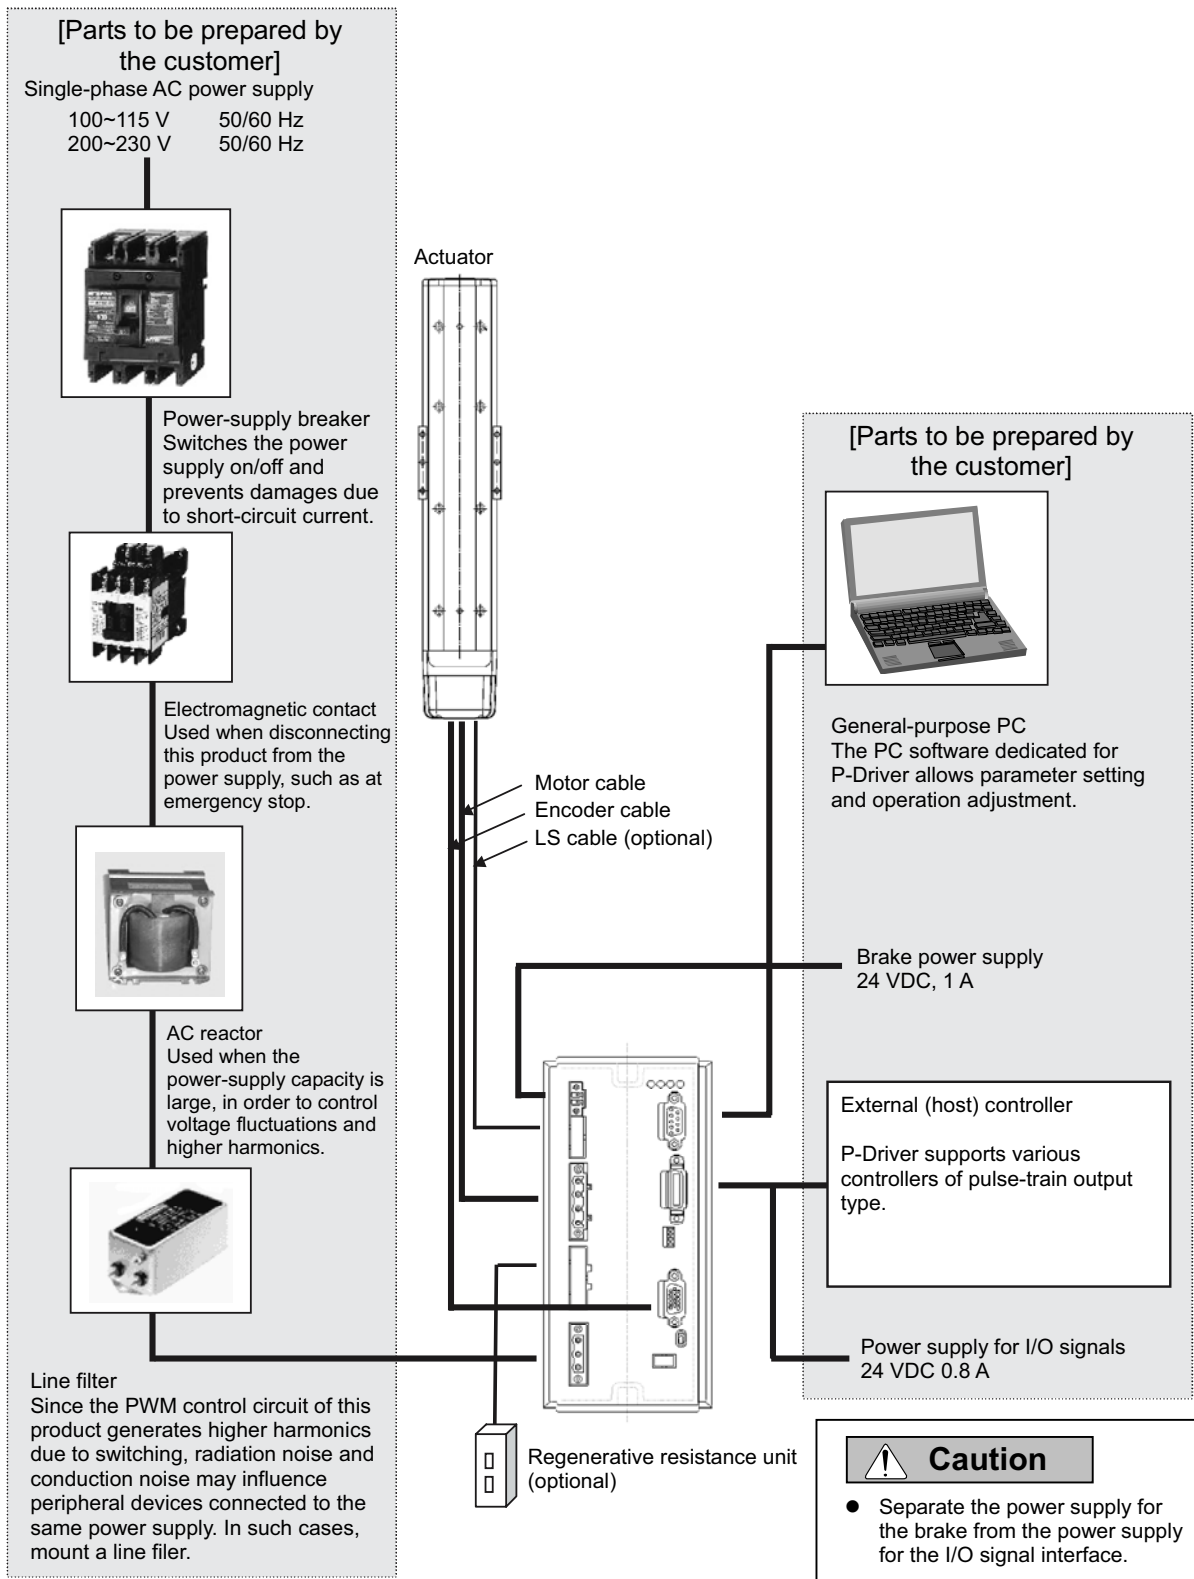 [Parts to be prepared by
the customer]
Single-phase AC power supply
100~115 V 50/60 Hz
200~230 V 50/60 Hz
Power-supply breaker
Switches the power
supply on/off and
prevents damages due
to short-circuit current.
Electromagnetic contact
Used when disconnecting
this product from the
power supply, such as at
emergency stop.
AC reactor
Used when the
power-supply capacity is
large, in order to control
voltage fluctuations and
higher harmonics.
Line filter
Since the PWM control circuit of this
product generates higher harmonics
due to switching, radiation noise and
conduction noise may influence
peripheral devices connected to the
same power supply. In such cases,
mount a line filer.
Actuator
Motor cable
Encoder cable
LS cable (optional)
Regenerative resistance unit
(optional)
[Parts to be prepared by
the customer]
General-purpose PC
The PC software dedicated for
P-Driver allows parameter setting
and operation adjustment.
Brake power supply
24 VDC, 1 A
External (host) controller
P-Driver supports various
controllers of pulse-train output
type.
Power supply for I/O signals
24 VDC 0.8 A
Caution
● Separate the power supply for
the brake from the power supply
for the I/O signal interface.